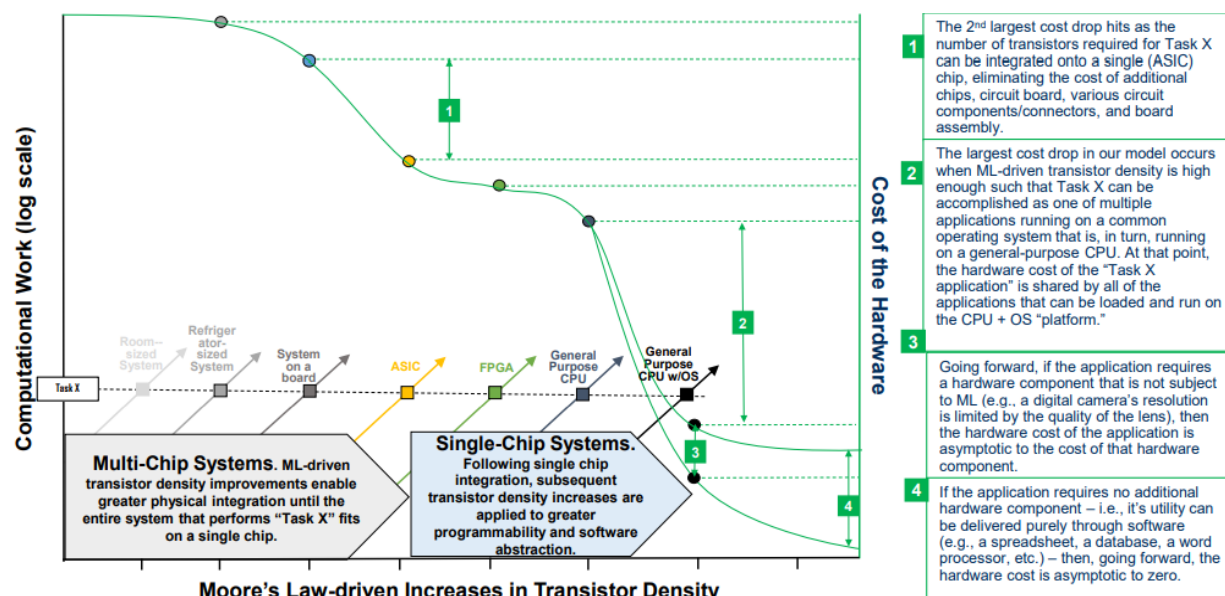 Computational Work (log scale)
Task X
Room--
sized
System
Refriger
ator-
sized
System
System
on a
board
ASIC
FPGA
General
Purpose
CPU
General
Purpose
CPU w/OS
Multi-Chip Systems. ML-driven
transistor density improvements enable
greater physical integration until the
entire system that performs “Task X” fits
on a single chip.
Single-Chip Systems.
Following single chip
integration, subsequent
transistor density increases are
applied to greater
programmability and software
abstraction.
Moore’s Law-driven Increases in Transistor Density
1
2
3
4
Cost of the Hardware
1
The 2nd largest cost drop hits as the
number of transistors required for Task X
can be integrated onto a single (ASIC)
chip, eliminating the cost of additional
chips, circuit board, various circuit
components/connectors, and board
assembly.
2
The largest cost drop in our model occurs
when ML-driven transistor density is high
enough such that Task X can be
accomplished as one of multiple
applications running on a common
operating system that is, in turn, running
on a general-purpose CPU. At that point,
the hardware cost of the “Task X
application” is shared by all of the
applications that can be loaded and run on
the CPU + OS “platform.”
3
Going forward, if the application requires
a hardware component that is not subject
to ML (e.g., a digital camera’s resolution
is limited by the quality of the lens), then
the hardware cost of the application is
asymptotic to the cost of that hardware
component.
4
If the application requires no additional
hardware component – i.e., it’s utility can
be delivered purely through software
(e.g., a spreadsheet, a database, a word
processor, etc.) – then, going forward, the
hardware cost is asymptotic to zero.